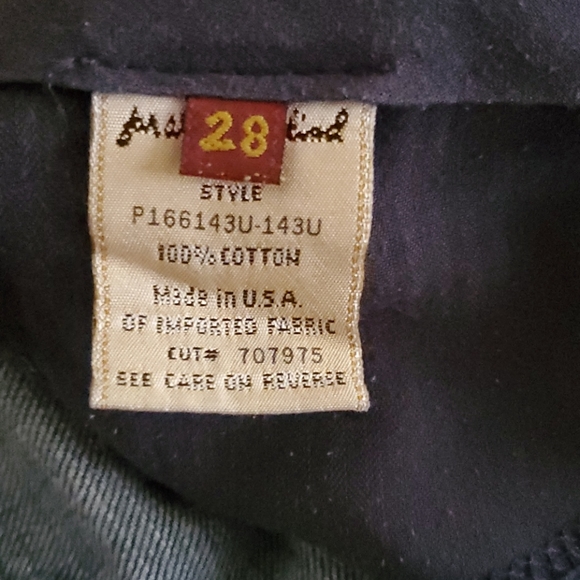 28
STYLE
P166143U-143U
100% COTTON
Made in U.S.A.
OF IMPORTED FABRIC
CUT# 707975
SEE CARE ON REVERSE